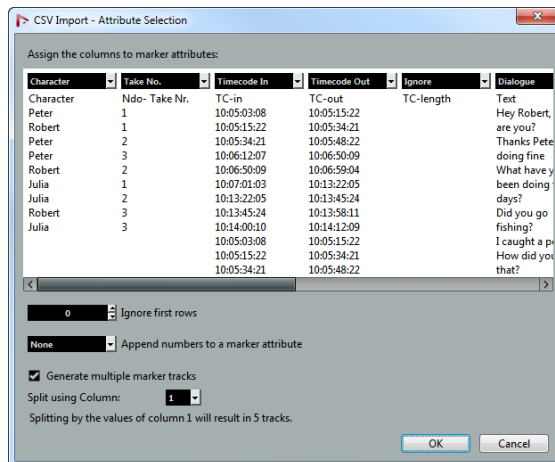 CSV Import - Attribute Selection
Assign the columns to marker attributes:
Character Take No. Timecode In Timecode Out Ignore Dialogue
Character Ndo- Take Nr. TC-in TC-out TC-length Text
Peter 1 10:05:03:08 10:05:15:22 Hey Robert,
Robert 1 10:05:15:22 10:05:34:21 are you?
Peter 2 10:05:34:21 10:05:48:22 Thanks Pete
Peter 3 10:06:12:07 10:06:50:09 doing fine
Robert 2 10:06:50:09 10:06:59:04 What have y
Julia 1 10:07:01:03 10:13:22:05 been doing
Julia 2 10:13:22:05 10:13:45:24 days?
Robert 3 10:13:45:24 10:13:58:11 Did you go
Julia 3 10:14:00:10 10:14:12:09 fishing?
10:05:03:08 10:05:15:22 I caught a p
10:05:15:22 10:05:34:21 How did you
10:05:34:21 10:05:48:22 that?
0 Ignore first rows
None Append numbers to a marker attribute
Generate multiple marker tracks
Split using Column: 1
Splitting by the values of column 1 will result in 5 tracks.
OK Cancel